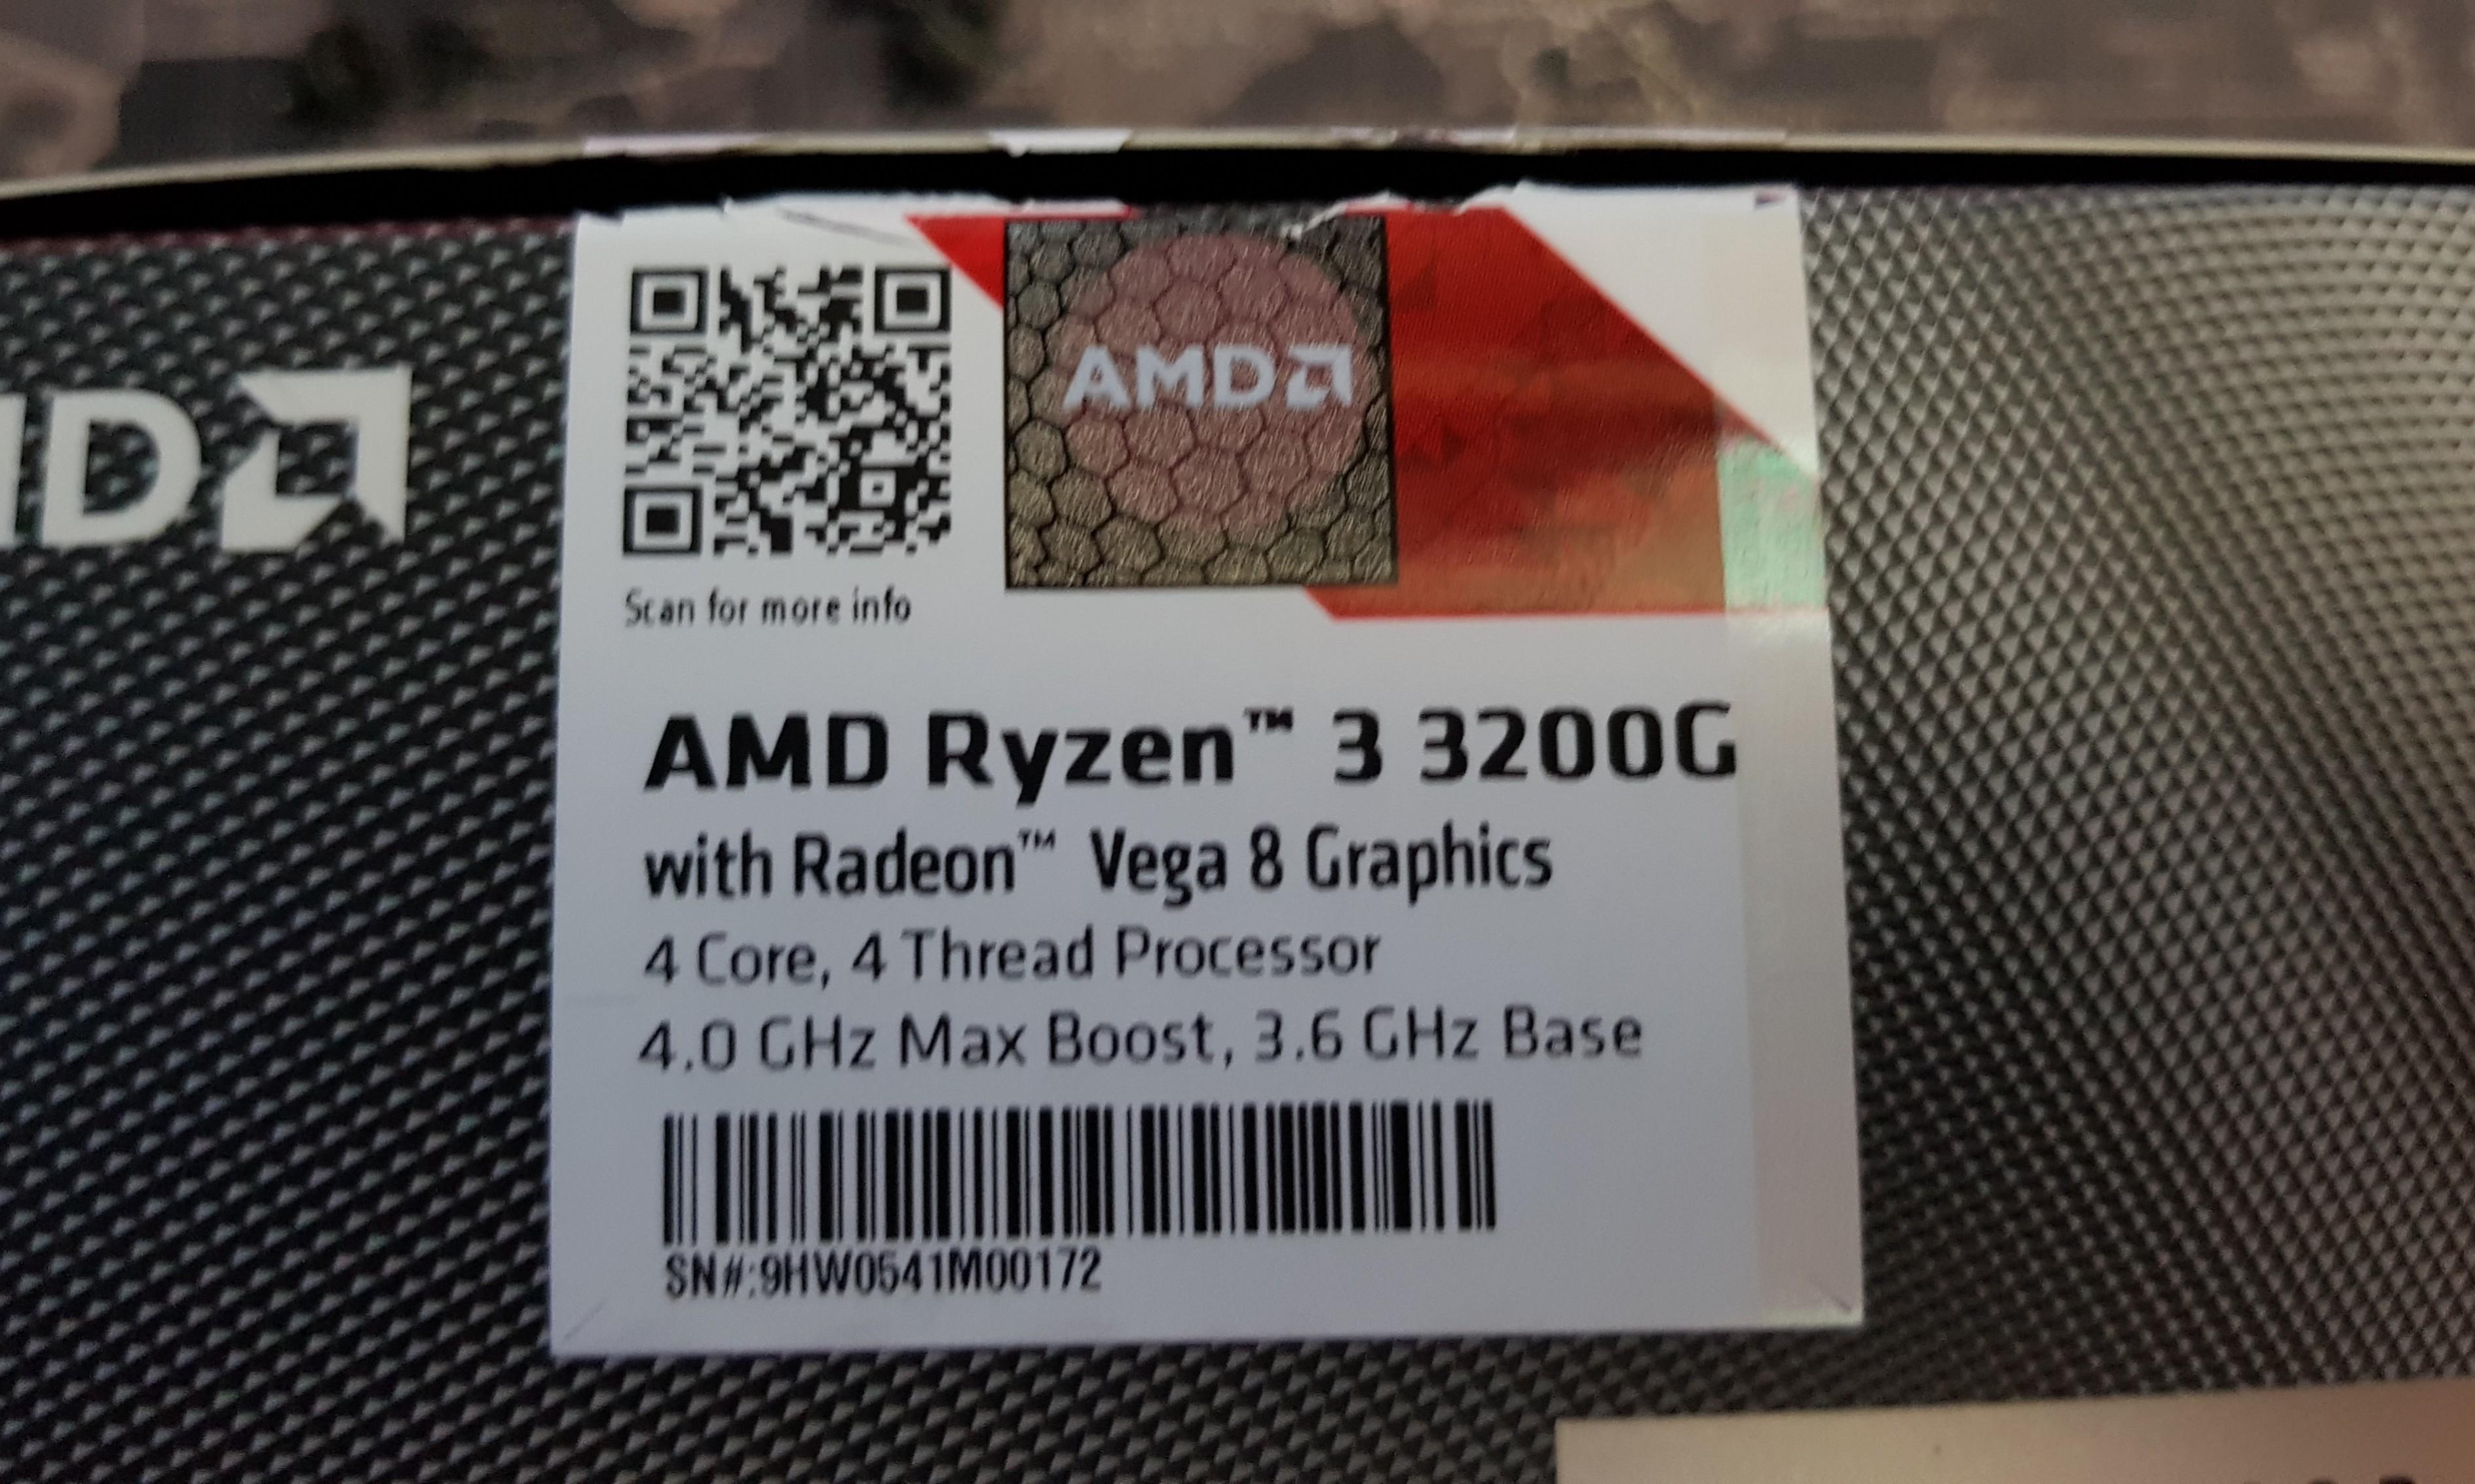 AMD
Scan for more info
AMD Ryzen™ 3 3200G
with Radeon™ Vega 8 Graphics
4 Core, 4 Thread Processor
4.0 GHz Max Boost, 3.6 GHz Base
SN#:9HW0541M00172